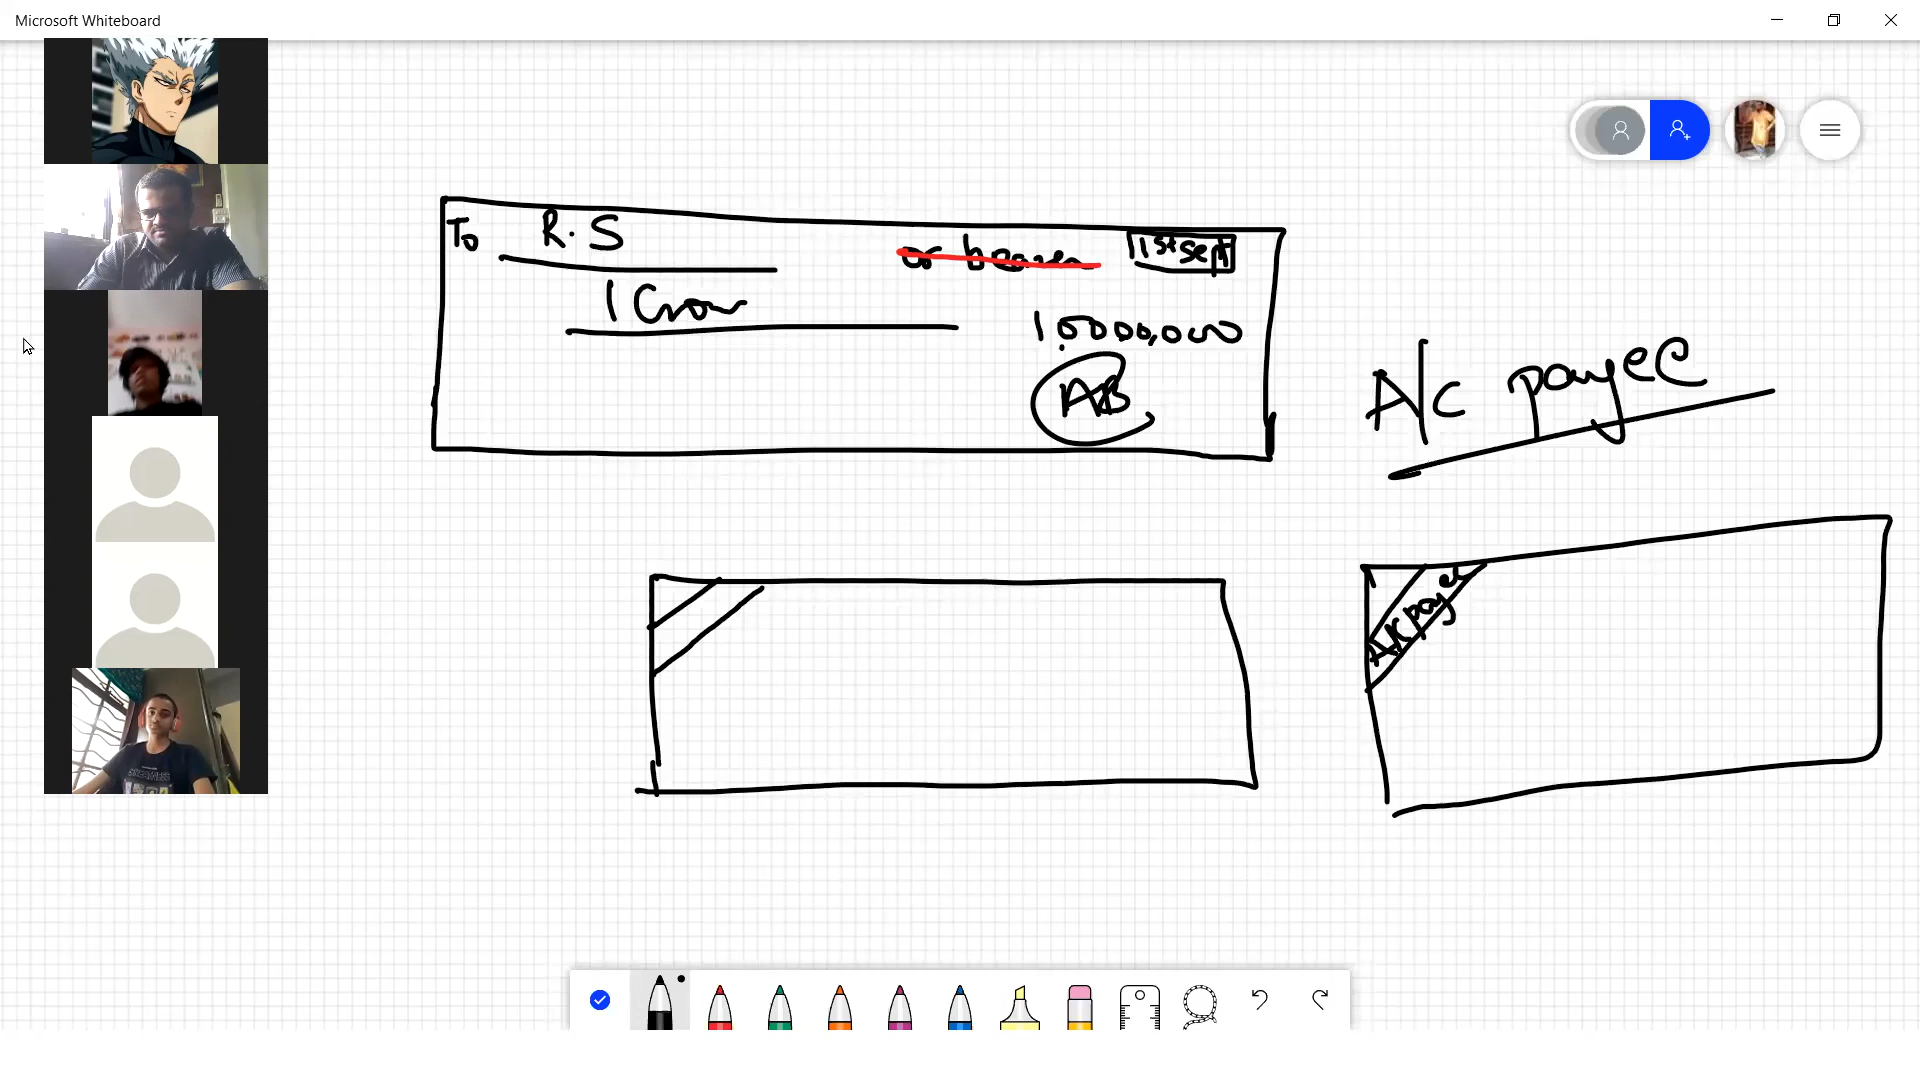 Microsoft Whiteboard
To R. S or bearer 1st Sept
1 Crore
1,0000,000
AB
A/c payee
A/c payee